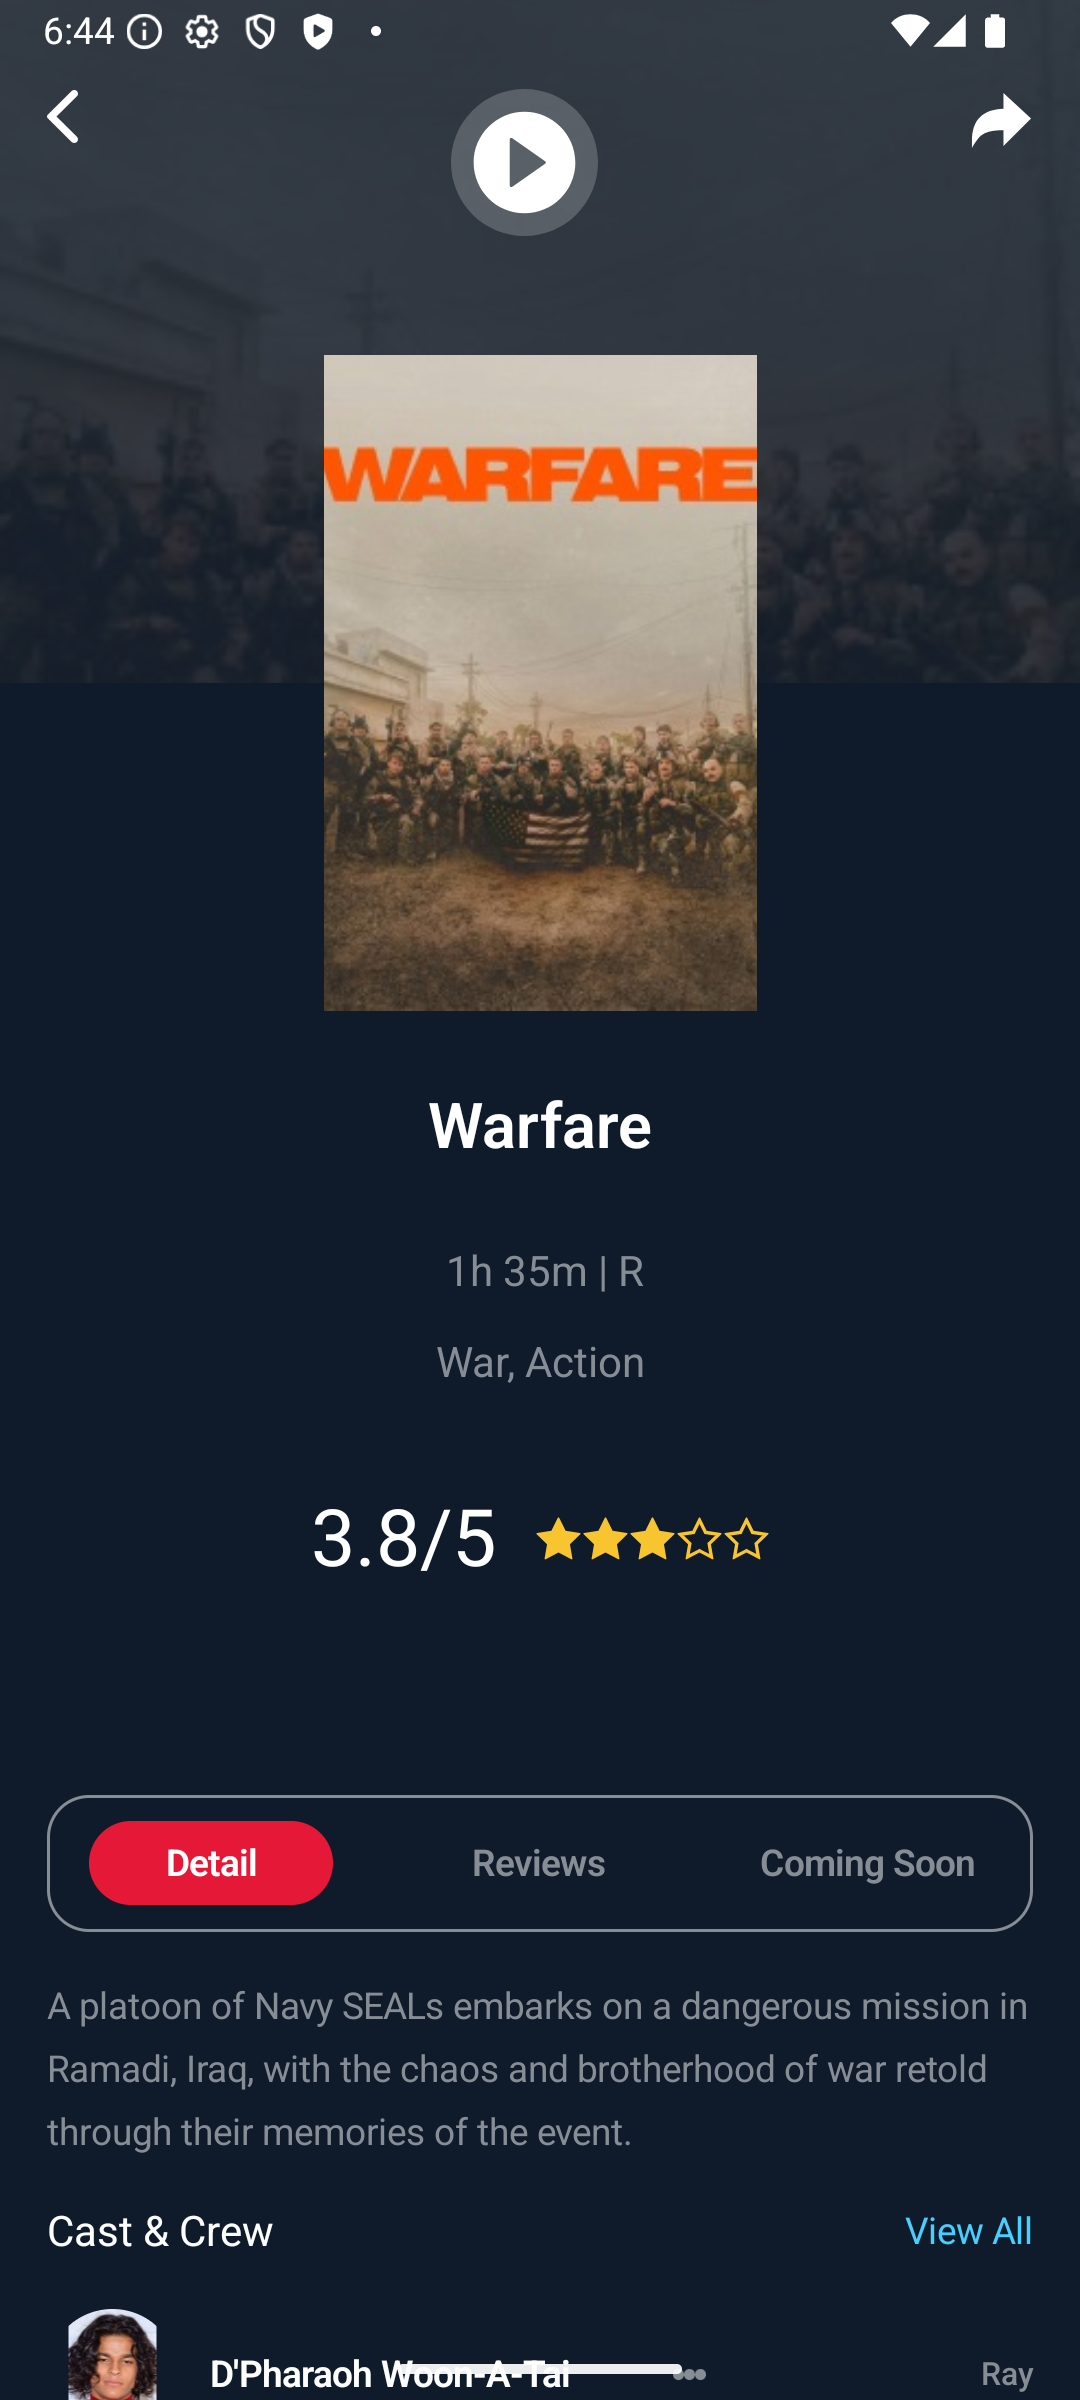 6:44
WARFARE
Warfare
1h 35m | R
War, Action
3.8/5
Detail
Reviews
Coming Soon
A platoon of Navy SEALs embarks on a dangerous mission in
Ramadi, Iraq, with the chaos and brotherhood of war retold
through their memories of the event.
Cast & Crew
View All
D'Pharaoh Woon-A-Tai
Ray